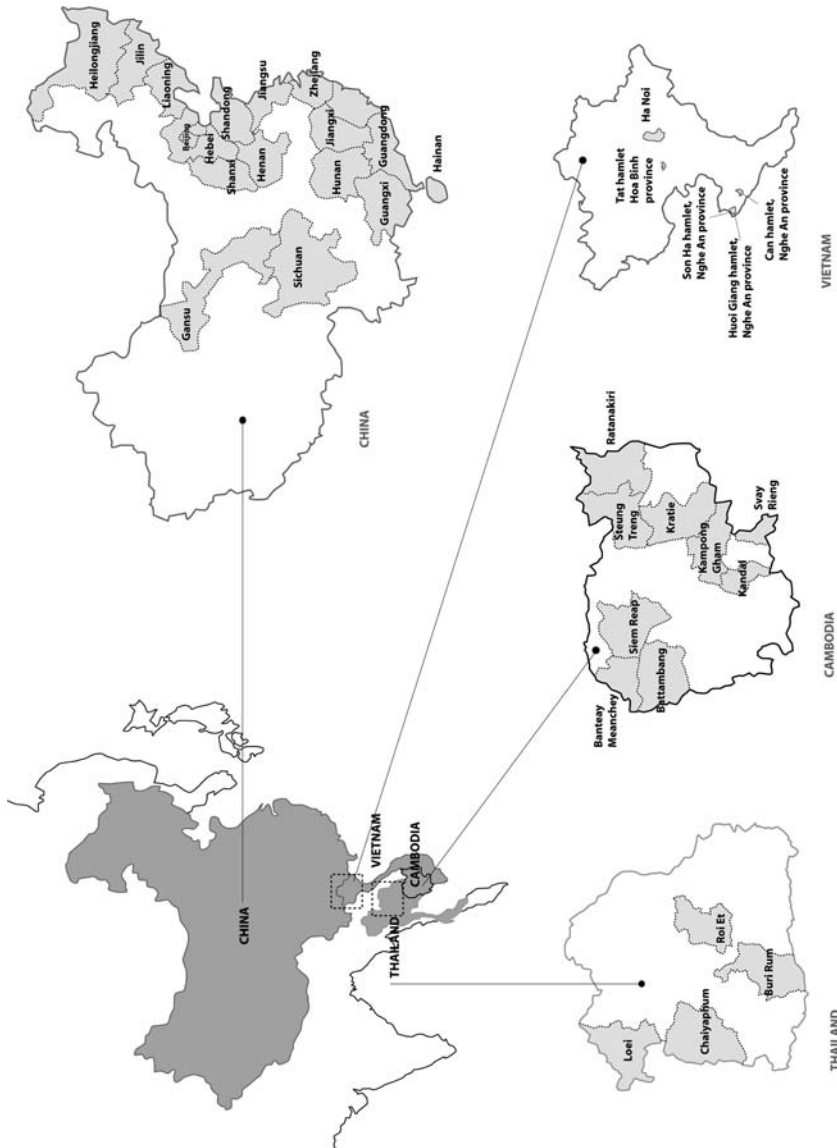 CHINA
VIETNAM
CAMBODIA
THAILAND
Heilongjiang
Jilin
Liaoning
Beijing
Hebei
Shanxi
Shandong
Henan
Jiangsu
Zhejiang
Jiangxi
Hunan
Guangdong
Guangxi
Hainan
Gansu
Sichuan
CHINA
Ha Noi
Tat hamlet
Hoa Binh
province
Son Ha hamlet,
Nghe An province
Huoi Giang hamlet,
Nghe An province
Can hamlet,
Nghe An province
VIETNAM
Ratanakiri
Steung
Treng
Kratie
Kampong
Gham
Kandal
Svay
Rieng
Siem Reap
Battambang
Banteay
Meanchey
CAMBODIA
Loei
Chaiyaphum
Roi Et
Buri Rum
THAILAND